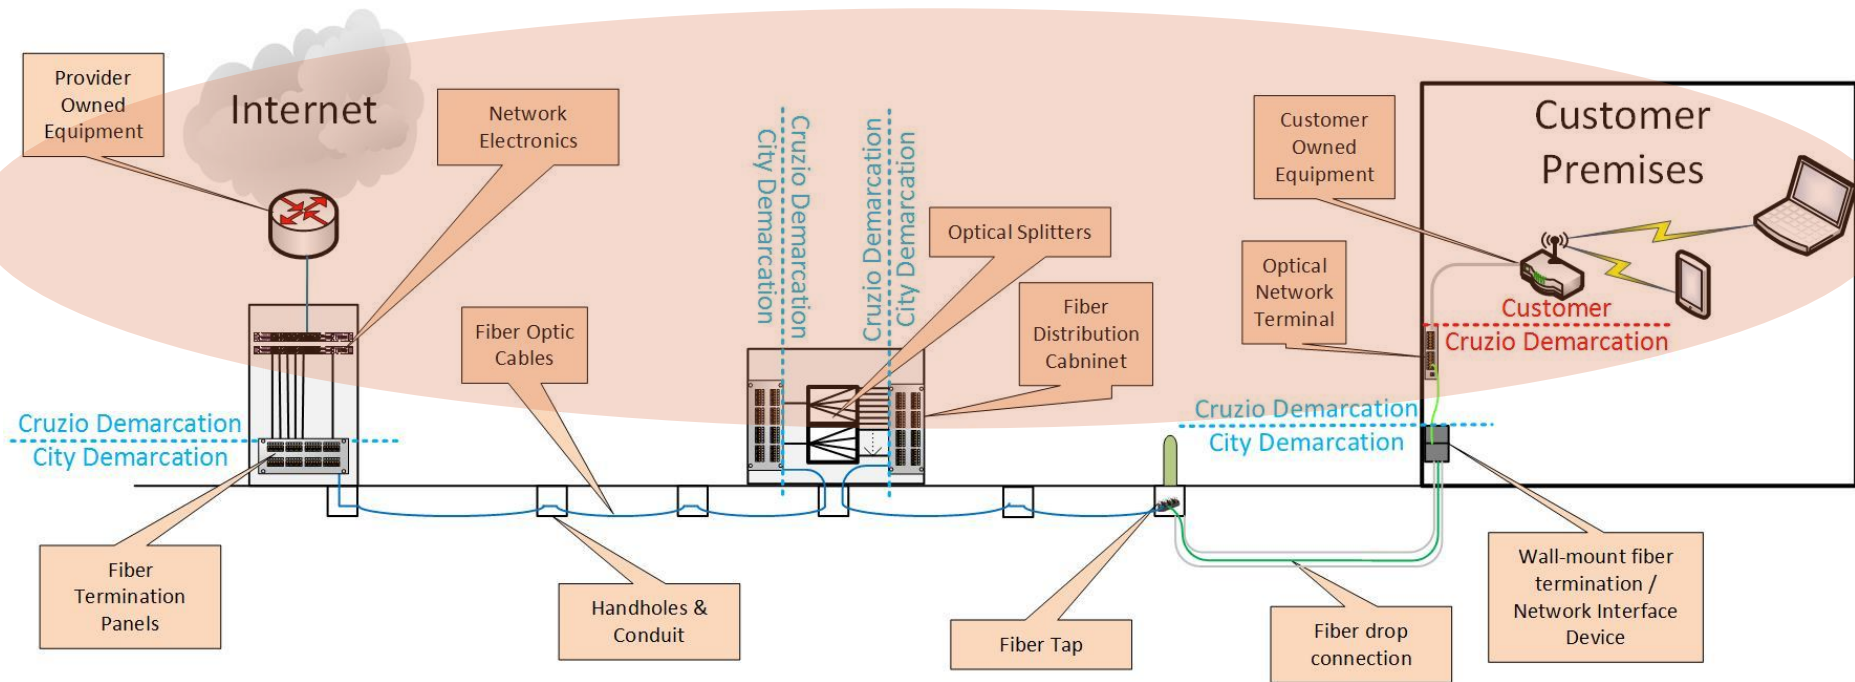 Provider
Owned
Equipment
Internet
Network
Electronics
City Demarcation
Cruzio Demarcation
Cruzio Demarcation
City Demarcation
Optical Splitters
Customer
Owned
Equipment
Customer
Premises
Optical
Network
Terminal
Fiber Optic
Cables
Fiber
Distribution
Cabninet
Customer
Cruzio Demarcation
Cruzio Demarcation
City Demarcation
Cruzio Demarcation
City Demarcation
Fiber
Termination
Panels
Handholes &
Conduit
Fiber Tap
Fiber drop
connection
Wall-mount fiber
termination /
Network Interface
Device